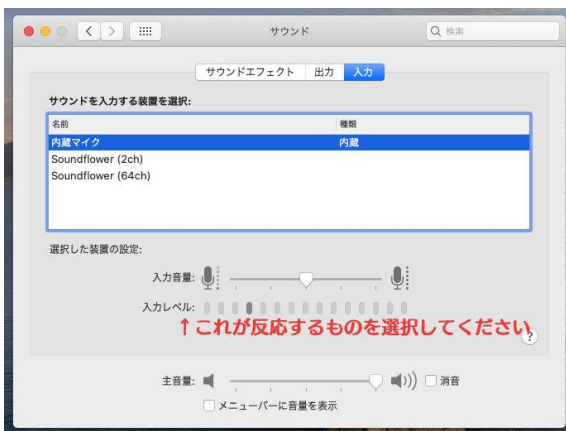 サウンド
検索
サウンドエフェクト 出力 入力
サウンドを入力する装置を選択:
名前 種類
内蔵マイク 内蔵
Soundflower (2ch)
Soundflower (64ch)
選択した装置の設定:
入力音量:
入力レベル:
↑これが反応するものを選択してください
?
主音量: 消音
メニューバーに音量を表示